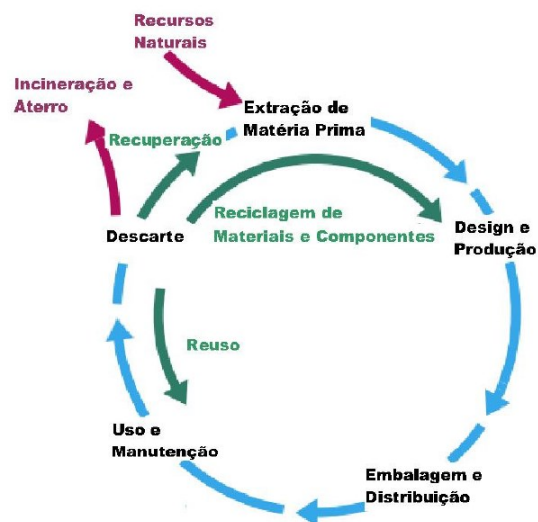 Recursos
Naturais
Incineração e
Aterro
Extração de
Matéria Prima
Recuperação
Reciclagem de
Materiais e Componentes
Descarte
Design e
Produção
Reuso
Uso e
Manutenção
Embalagem e
Distribuição